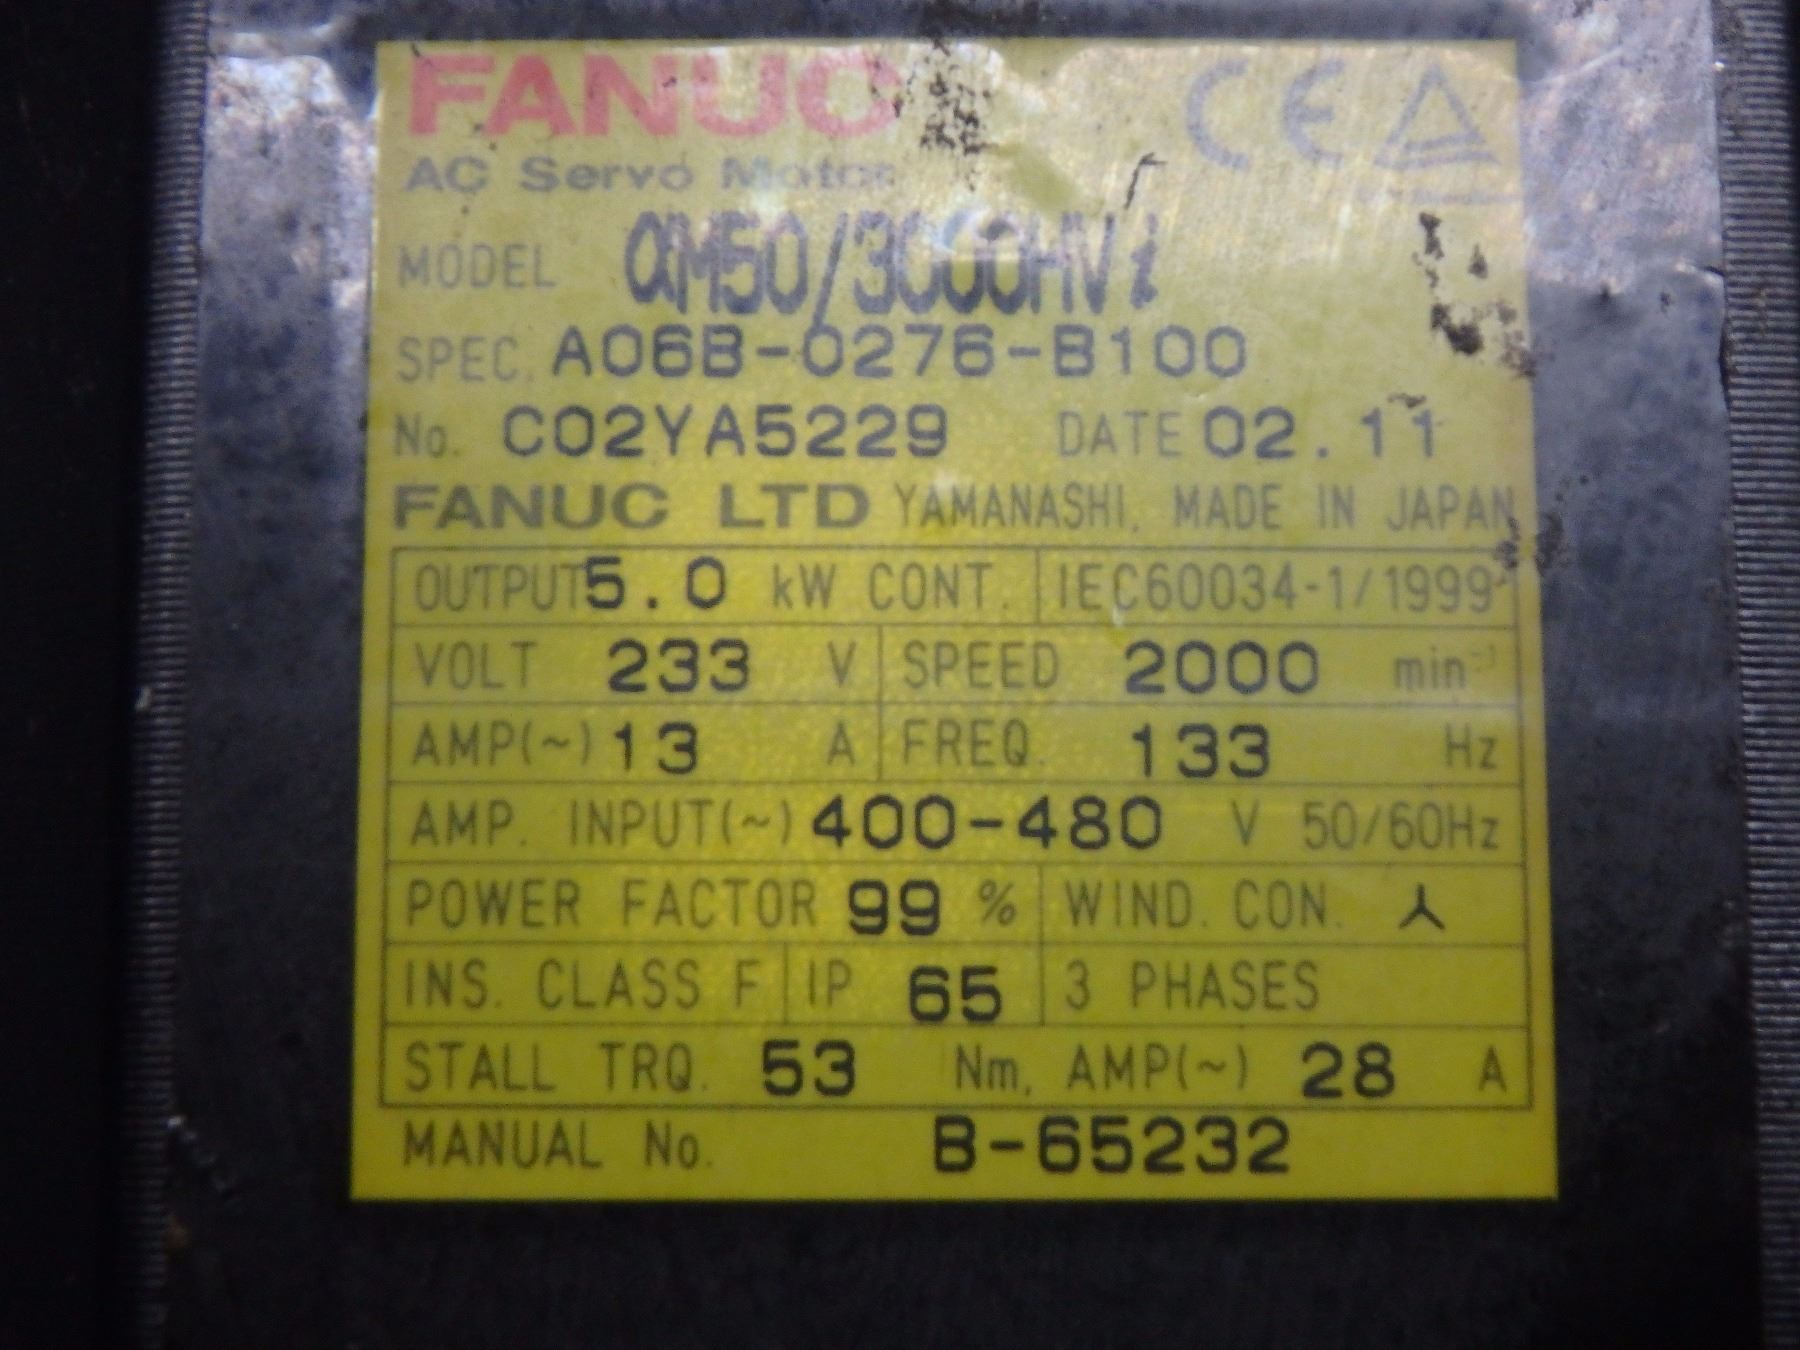 FANUC CE
AC Servo Motor
MODEL αM50/3000HVi
SPEC. A06B-0276-B100
No. C02YA5229 DATE 02.11
FANUC LTD YAMANASHI, MADE IN JAPAN
OUTPUT 5.0 kW CONT. IEC60034-1/1999
VOLT 233 V SPEED 2000 min⁻¹
AMP(~) 13 A FREQ. 133 Hz
AMP. INPUT(~) 400-480 V 50/60Hz
POWER FACTOR 99 % WIND. CON.
INS. CLASS F IP 65 3 PHASES
STALL TRQ. 53 Nm, AMP(~) 28 A
MANUAL No. B-65232